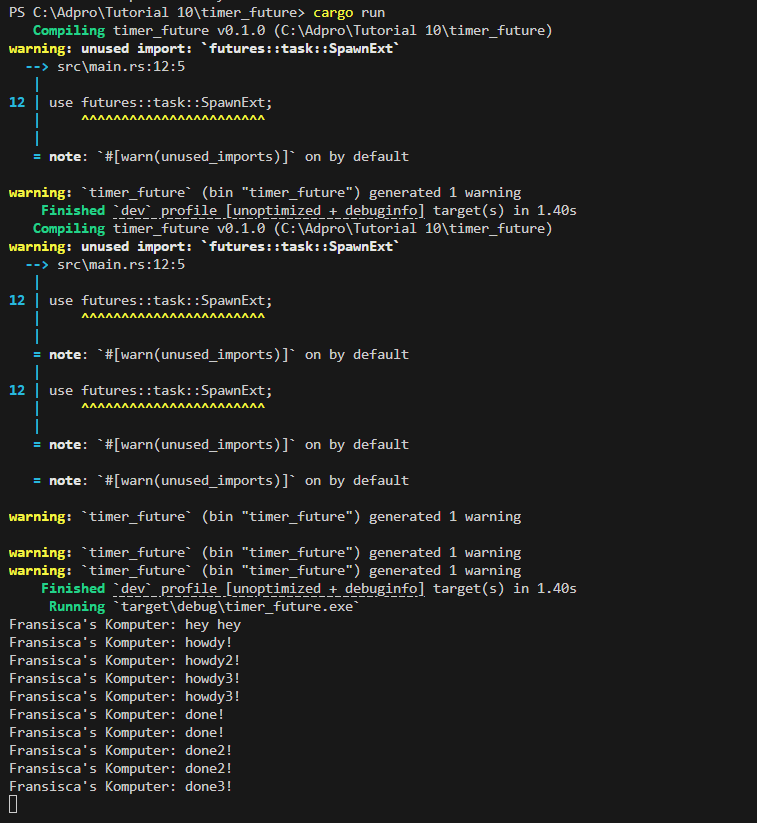 PS C:\Adpro\Tutorial 10\timer_future> cargo run
   Compiling timer_future v0.1.0 (C:\Adpro\Tutorial 10\timer_future)
warning: unused import: `futures::task::SpawnExt`
  --> src\main.rs:12:5
   |
12 | use futures::task::SpawnExt;
   |     ^^^^^^^^^^^^^^^^^^^^^^^
   |
   = note: `#[warn(unused_imports)]` on by default

warning: `timer_future` (bin "timer_future") generated 1 warning
    Finished `dev` profile [unoptimized + debuginfo] target(s) in 1.40s
   Compiling timer_future v0.1.0 (C:\Adpro\Tutorial 10\timer_future)
warning: unused import: `futures::task::SpawnExt`
  --> src\main.rs:12:5
   |
12 | use futures::task::SpawnExt;
   |     ^^^^^^^^^^^^^^^^^^^^^^^
   |
   = note: `#[warn(unused_imports)]` on by default
   |
12 | use futures::task::SpawnExt;
   |     ^^^^^^^^^^^^^^^^^^^^^^^
   |
   = note: `#[warn(unused_imports)]` on by default

   = note: `#[warn(unused_imports)]` on by default

warning: `timer_future` (bin "timer_future") generated 1 warning

warning: `timer_future` (bin "timer_future") generated 1 warning
warning: `timer_future` (bin "timer_future") generated 1 warning
    Finished `dev` profile [unoptimized + debuginfo] target(s) in 1.40s
     Running `target\debug\timer_future.exe`
Fransisca's Komputer: hey hey
Fransisca's Komputer: howdy!
Fransisca's Komputer: howdy2!
Fransisca's Komputer: howdy3!
Fransisca's Komputer: howdy3!
Fransisca's Komputer: done!
Fransisca's Komputer: done!
Fransisca's Komputer: done2!
Fransisca's Komputer: done2!
Fransisca's Komputer: done3!